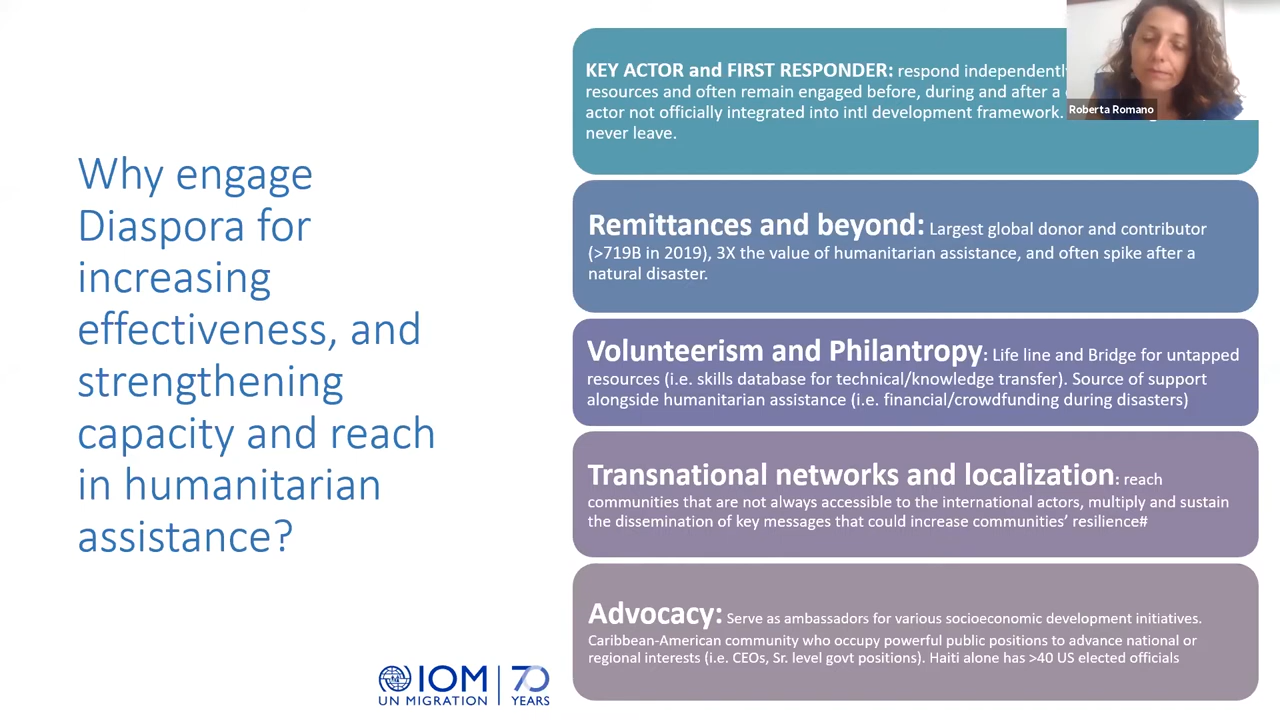 Why engage
Diaspora for
increasing
effectiveness, and
strengthening
capacity and reach
in humanitarian
assistance?
KEY ACTOR and FIRST RESPONDER: respond independently
resources and often remain engaged before, during and after a
actor not officially integrated into intl development framework.
never leave.
Roberta Romano
Remittances and beyond: Largest global donor and contributor
(>719B in 2019), 3X the value of humanitarian assistance, and often spike after a
natural disaster.
Volunteerism and Philantropy: Life line and Bridge for untapped
resources (i.e. skills database for technical/knowledge transfer). Source of support
alongside humanitarian assistance (i.e. financial/crowdfunding during disasters)
Transnational networks and localization: reach
communities that are not always accessible to the international actors, multiply and sustain
the dissemination of key messages that could increase communities' resilience#
Advocacy: Serve as ambassadors for various socioeconomic development initiatives.
Caribbean-American community who occupy powerful public positions to advance national or
regional interests (i.e. CEOs, Sr. level govt positions). Haiti alone has >40 US elected officials
IOM 70
UN MIGRATION YEARS